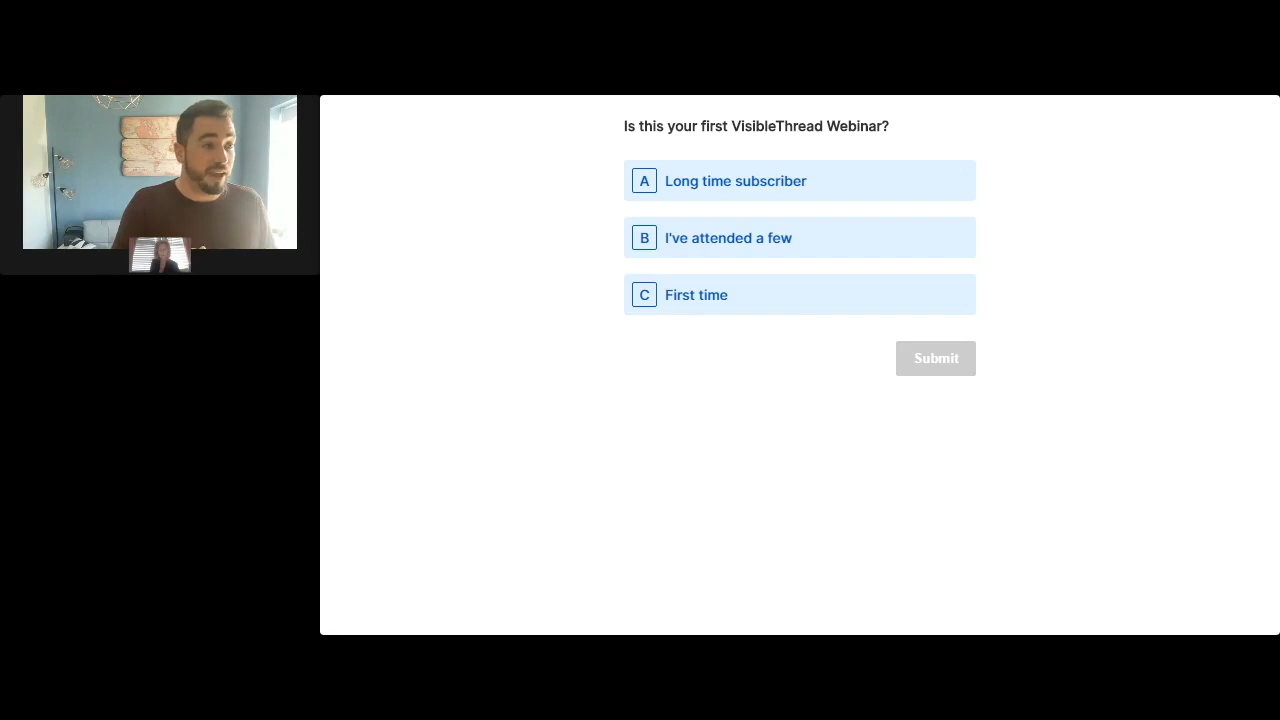 Is this your first VisibleThread Webinar?
A Long time subscriber
B I've attended a few
C First time
Submit